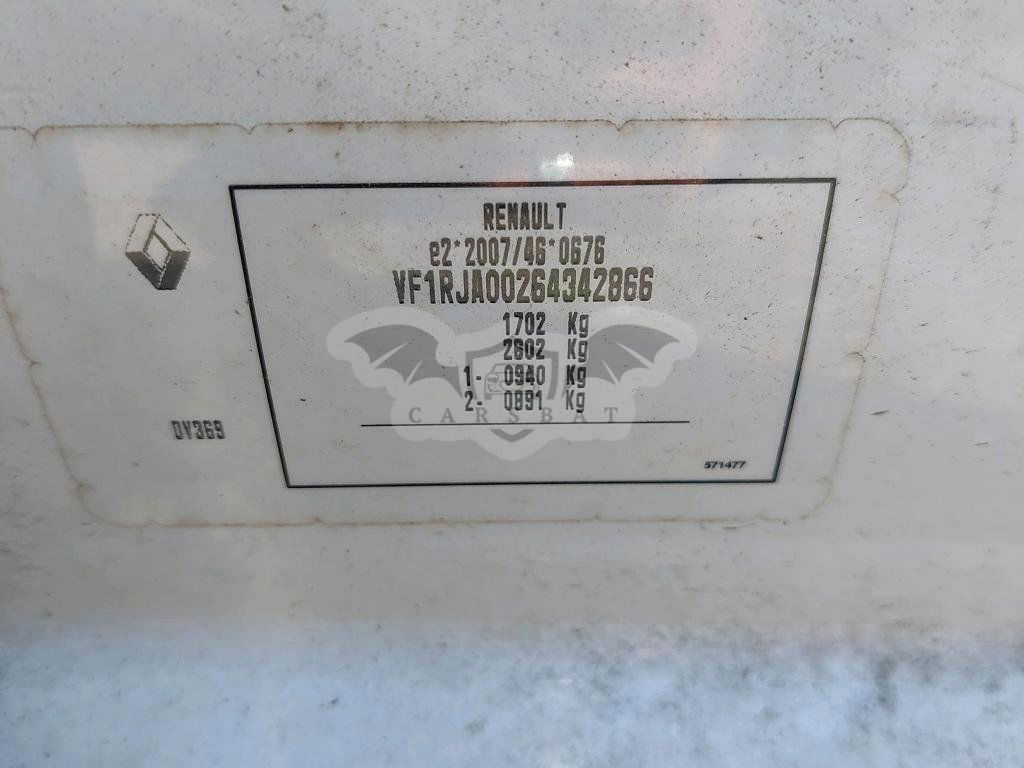 RENAULT
e2*2007/46*0676
VF1RJA00264342866
1702 Kg
2602 Kg
1- 0940 Kg
2- 0891 Kg
CARSBAT
DV369
571477